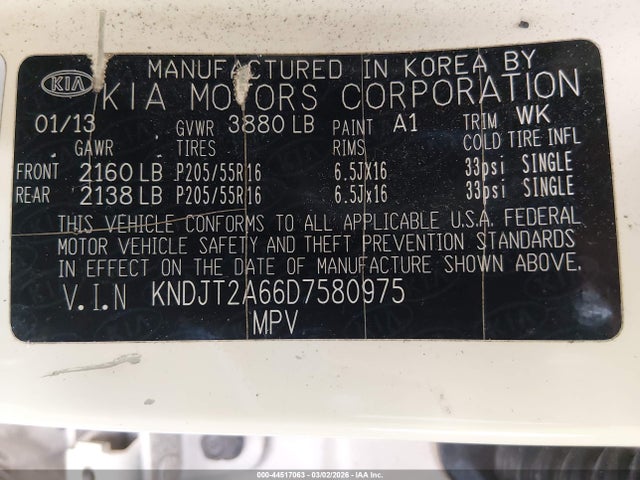 MANUFACTURED IN KOREA BY
KIA KIA MOTORS CORPORATION
01/13 GVWR 3880 LB PAINT A1 TRIM WK
GAWR TIRES RIMS COLD TIRE INFL
FRONT 2160 LB P205/55R16 6.5JX16 33psi SINGLE
REAR 2138 LB P205/55R16 6.5Jx16 33psi SINGLE
THIS VEHICLE CONFORMS TO ALL APPLICABLE U.S.A. FEDERAL
MOTOR VEHICLE SAFETY AND THEFT PREVENTION STANDARDS
IN EFFECT ON THE DATE OF MANUFACTURE SHOWN ABOVE.
V.I.N KNDJT2A66D7580975
MPV
000-44517063 - 03/02/2026 - IAAI.COM